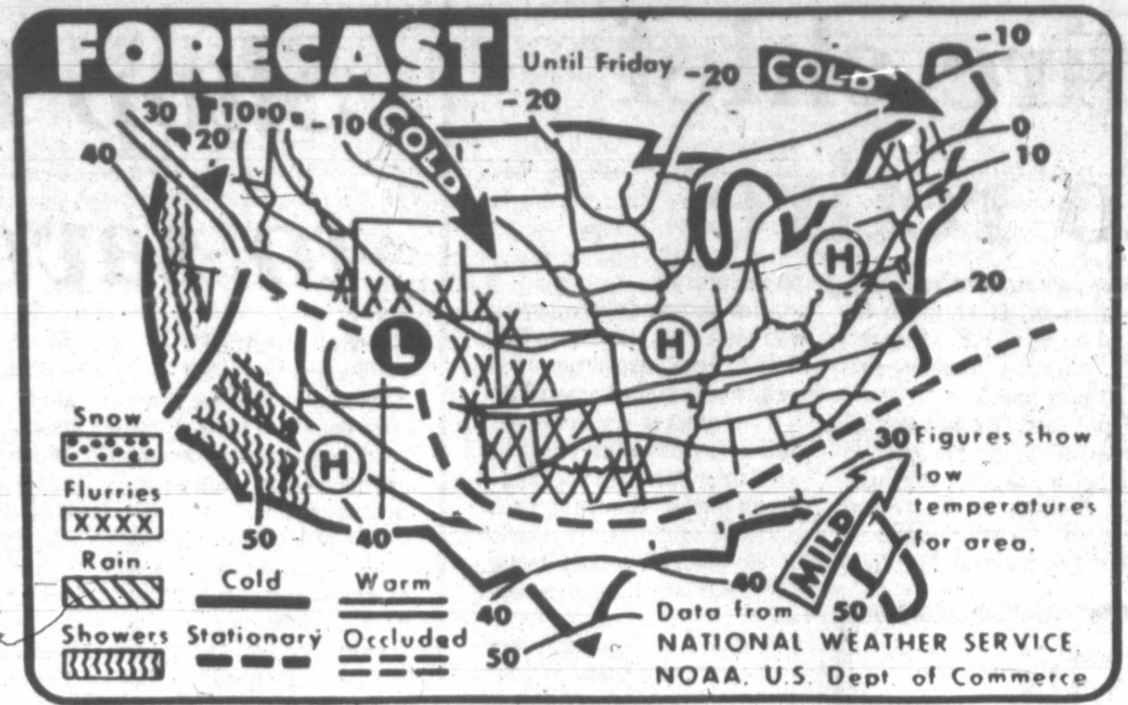 FORECAST
Until Friday
-20
COLD
-10
40
30
20
10
0
-10
COLD
-20
0
10
H
20
L
H
Snow
Flurries
XXXX
Rain
Showers
H
50
40
Cold
Warm
Stationary
Occluded
30 Figures show
low
temperatures
for area.
MILD
40
40
50
50
Data from
NATIONAL WEATHER SERVICE,
NOAA, U.S. Dept. of Commerce